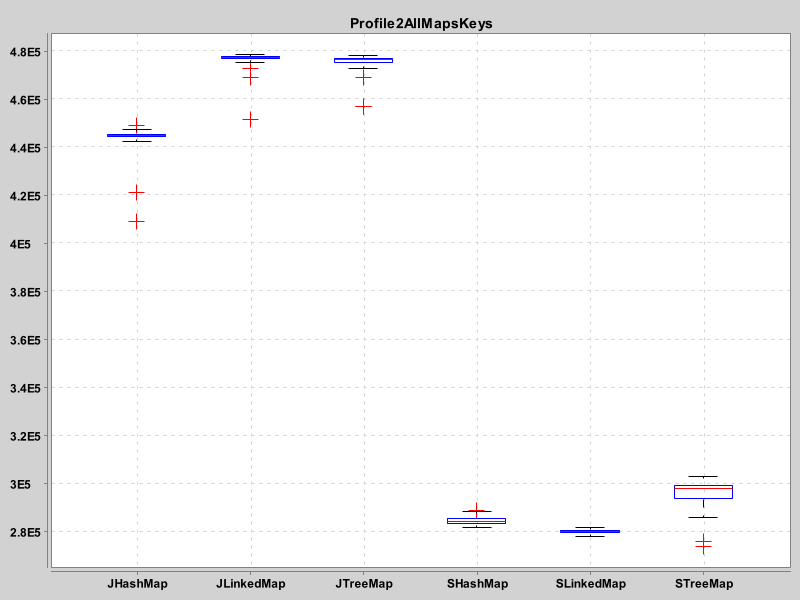 Profile2AllMapsKeys
4.8E5
4.6E5
4.4E5
4.2E5
4E5
3.8E5
3.6E5
3.4E5
3.2E5
3E5
2.8E5
JHashMap JLinkedMap JTreeMap SHashMap SLinkedMap STreeMap